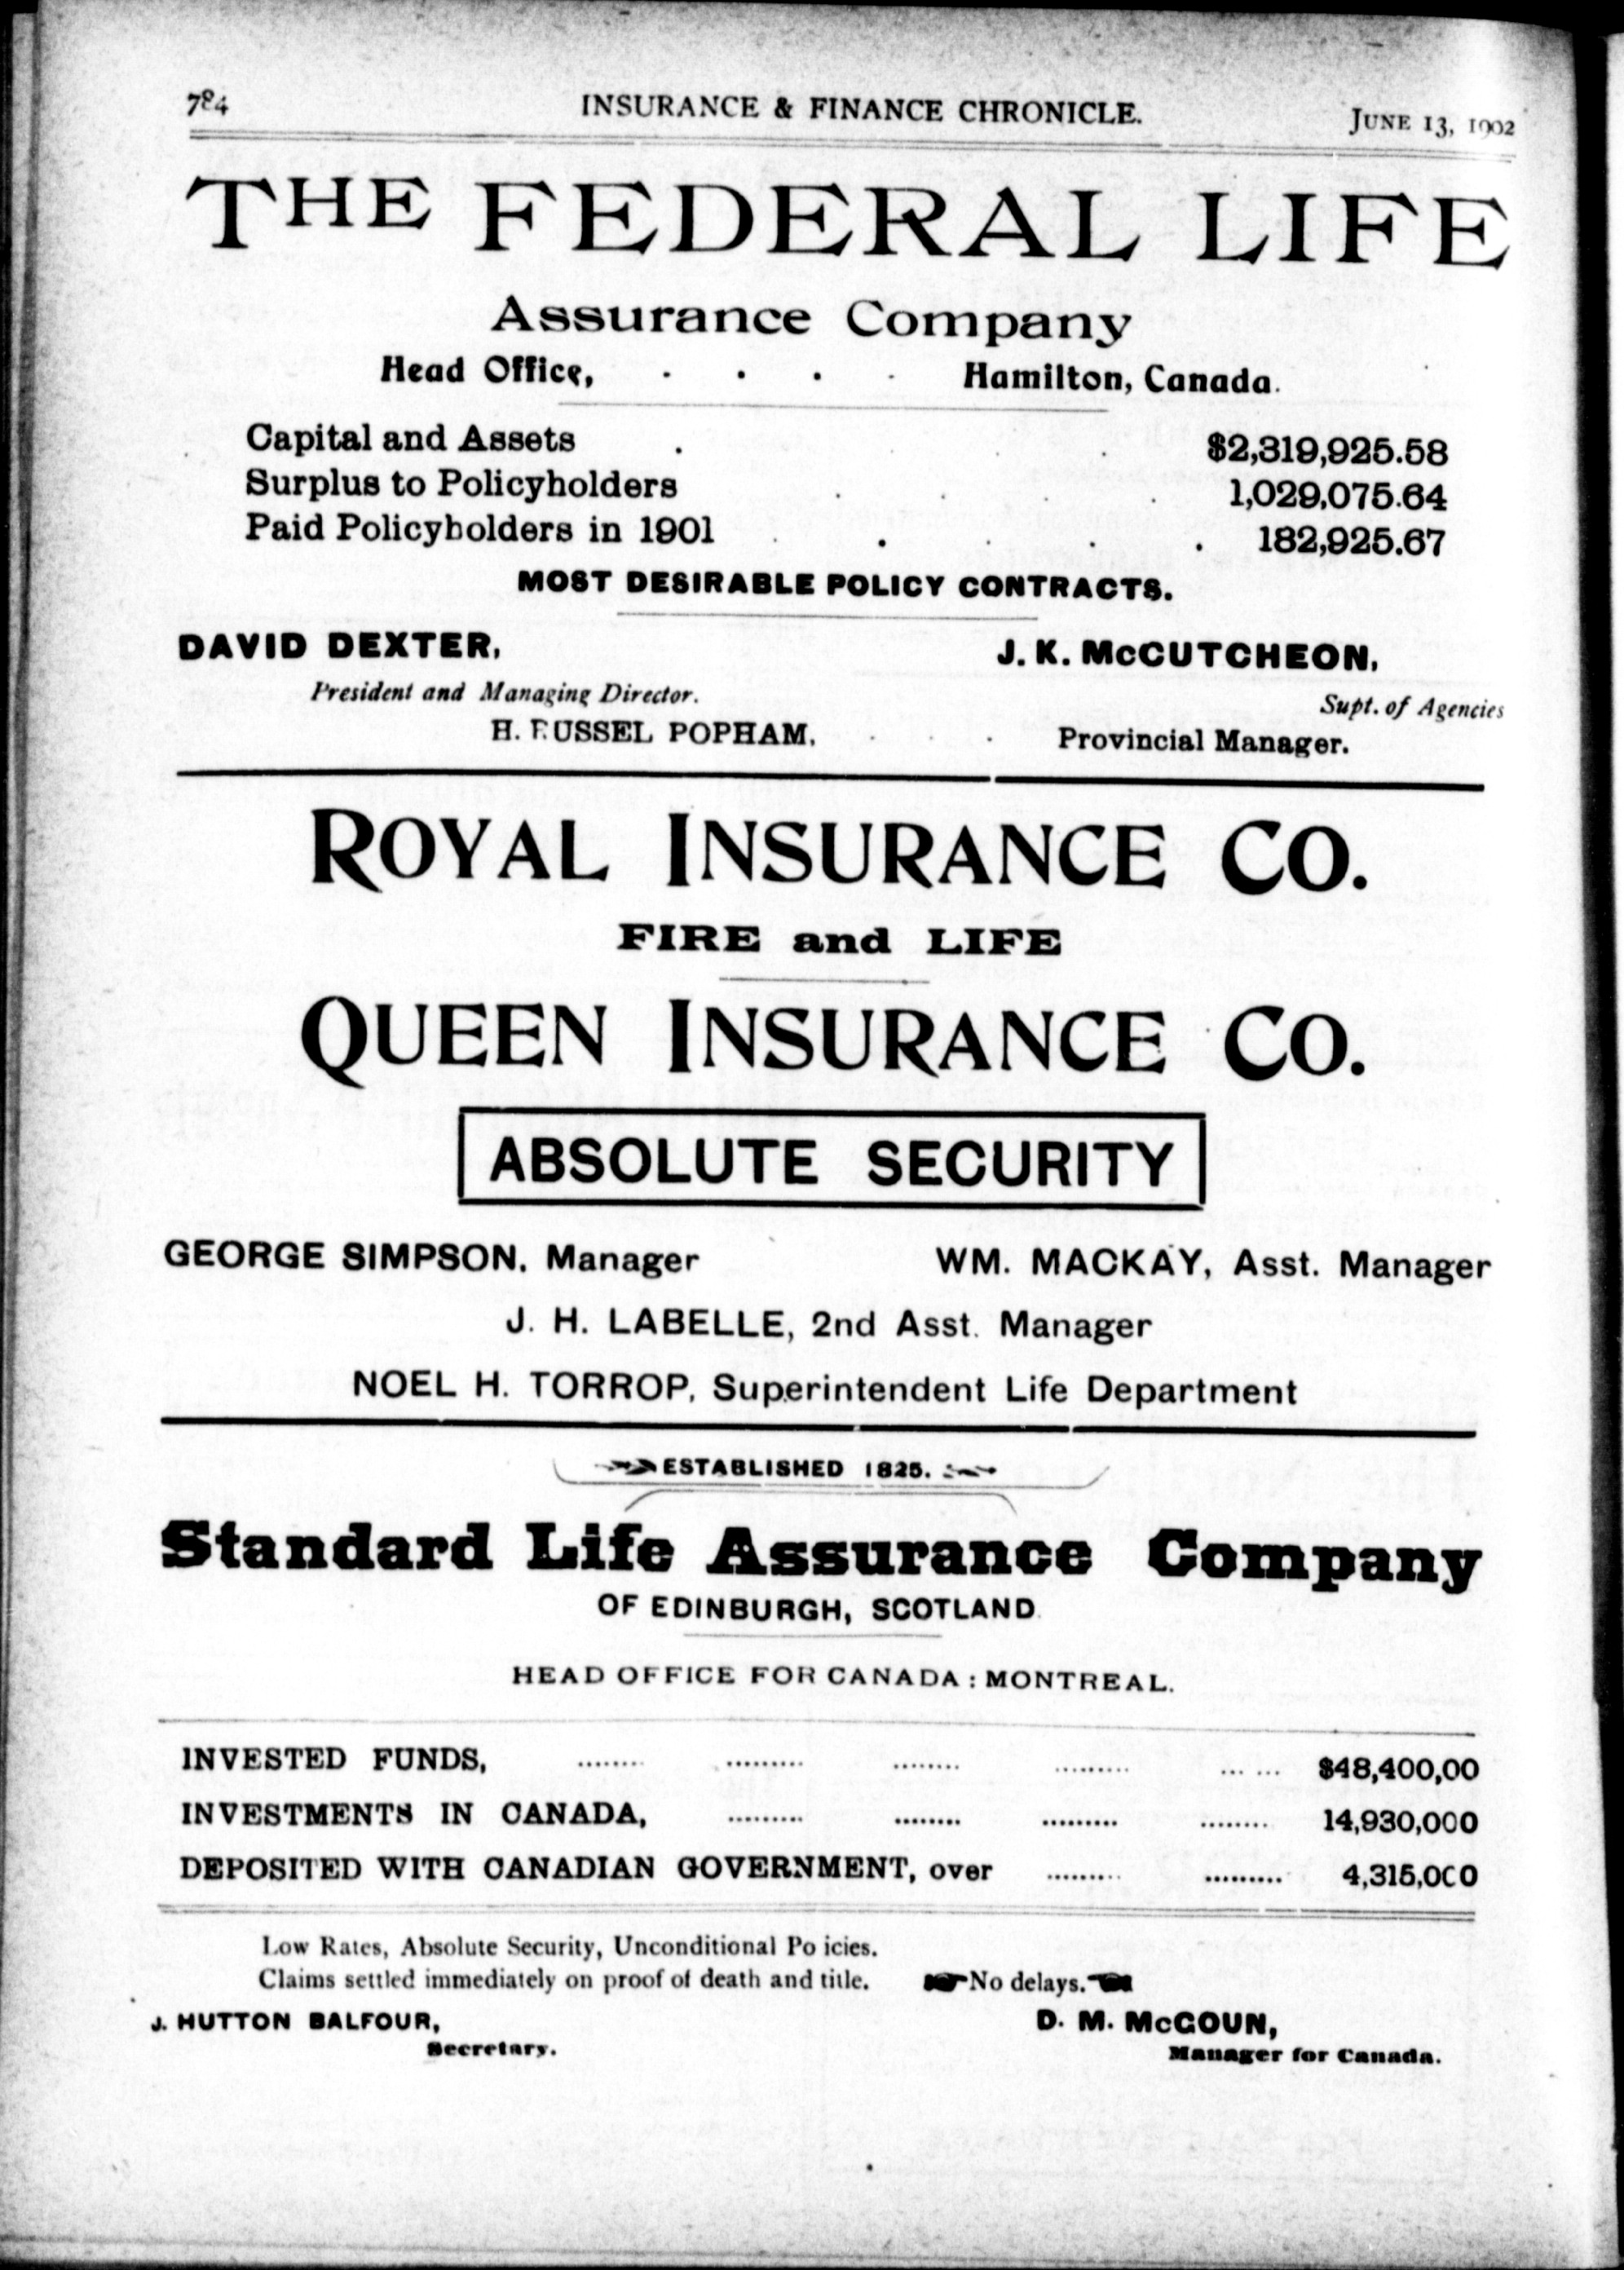 784 INSURANCE & FINANCE CHRONICLE. JUNE 13, 1902
THE FEDERAL LIFE
Assurance Company
Head Office, . . . . Hamilton, Canada.
Capital and Assets . . . . $2,319,925.58
Surplus to Policyholders . . . . 1,029,075.64
Paid Policyholders in 1901 . . . . . 182,925.67
MOST DESIRABLE POLICY CONTRACTS.
DAVID DEXTER, J. K. McCUTCHEON,
President and Managing Director. Supt. of Agencies
H. RUSSEL POPHAM, . . . Provincial Manager.
ROYAL INSURANCE CO.
FIRE and LIFE
QUEEN INSURANCE CO.
ABSOLUTE SECURITY
GEORGE SIMPSON, Manager WM. MACKAY, Asst. Manager
J. H. LABELLE, 2nd Asst. Manager
NOEL H. TORROP, Superintendent Life Department
ESTABLISHED 1825.
Standard Life Assurance Company
OF EDINBURGH, SCOTLAND.
HEAD OFFICE FOR CANADA : MONTREAL.
INVESTED FUNDS, ........ ......... ........ ......... ... ... $48,400,00
INVESTMENTS IN CANADA, ......... ........ ......... ........ 14,930,000
DEPOSITED WITH CANADIAN GOVERNMENT, over ......... ......... 4,315,000
Low Rates, Absolute Security, Unconditional Po icies.
Claims settled immediately on proof of death and title. No delays.
J. HUTTON BALFOUR, D. M. McGOUN,
Secretary. Manager for Canada.